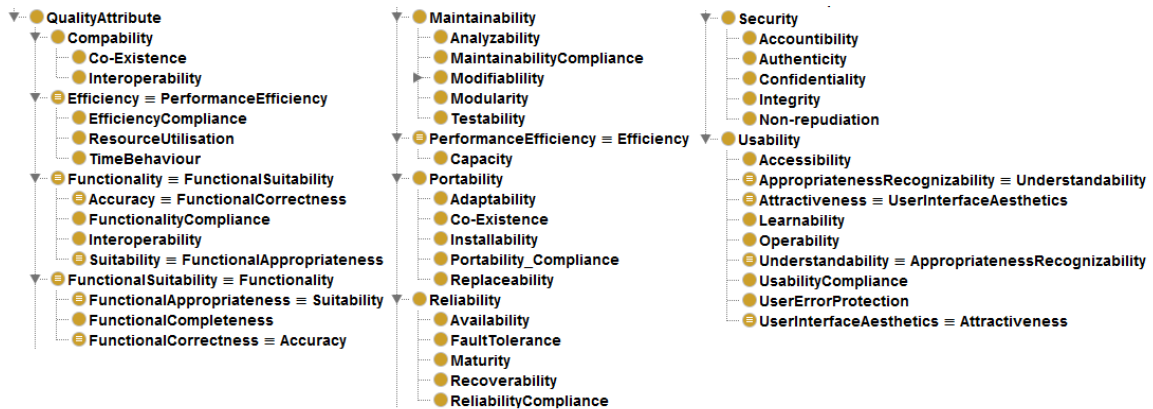 QualityAttribute
Compability
Co-Existence
Interoperability
Efficiency ≡ PerformanceEfficiency
EfficiencyCompliance
ResourceUtilisation
TimeBehaviour
Functionality ≡ FunctionalSuitability
Accuracy ≡ FunctionalCorrectness
FunctionalityCompliance
Interoperability
Suitability ≡ FunctionalAppropriateness
FunctionalSuitability ≡ Functionality
FunctionalAppropriateness ≡ Suitability
FunctionalCompleteness
FunctionalCorrectness ≡ Accuracy
Maintainability
Analyzability
MaintainabilityCompliance
Modifiablility
Modularity
Testability
PerformanceEfficiency ≡ Efficiency
Capacity
Portability
Adaptability
Co-Existence
Installability
Portability_Compliance
Replaceability
Reliability
Availability
FaultTolerance
Maturity
Recoverability
ReliabilityCompliance
Security
Accountibility
Authenticity
Confidentiality
Integrity
Non-repudiation
Usability
Accessibility
AppropriatenessRecognizability ≡ Understandability
Attractiveness ≡ UserInterfaceAesthetics
Learnability
Operability
Understandability ≡ AppropriatenessRecognizability
UsabilityCompliance
UserErrorProtection
UserInterfaceAesthetics ≡ Attractiveness